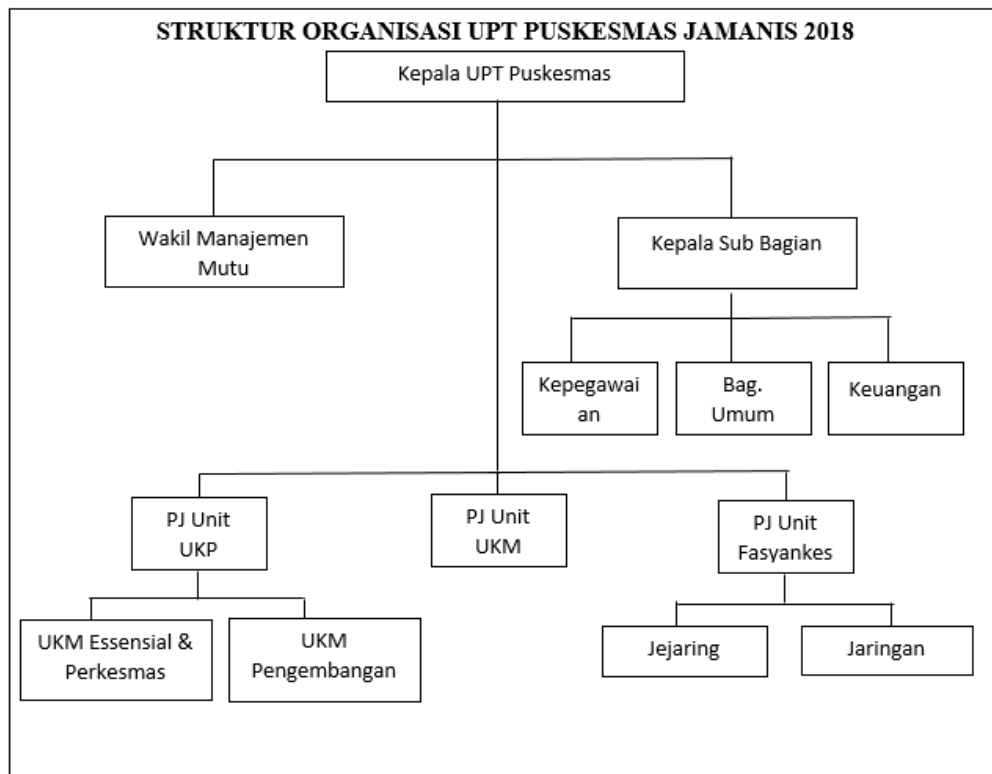 STRUKTUR ORGANISASI UPT PUSKESMAS JAMANIS 2018
Kepala UPT Puskesmas
Wakil Manajemen
Mutu
Kepala Sub Bagian
Kepegawai
an
Bag.
Umum
Keuangan
PJ Unit
UKP
PJ Unit
UKM
PJ Unit
Fasyankes
UKM Essensial &
Perkesmas
UKM
Pengembangan
Jejaring
Jaringan